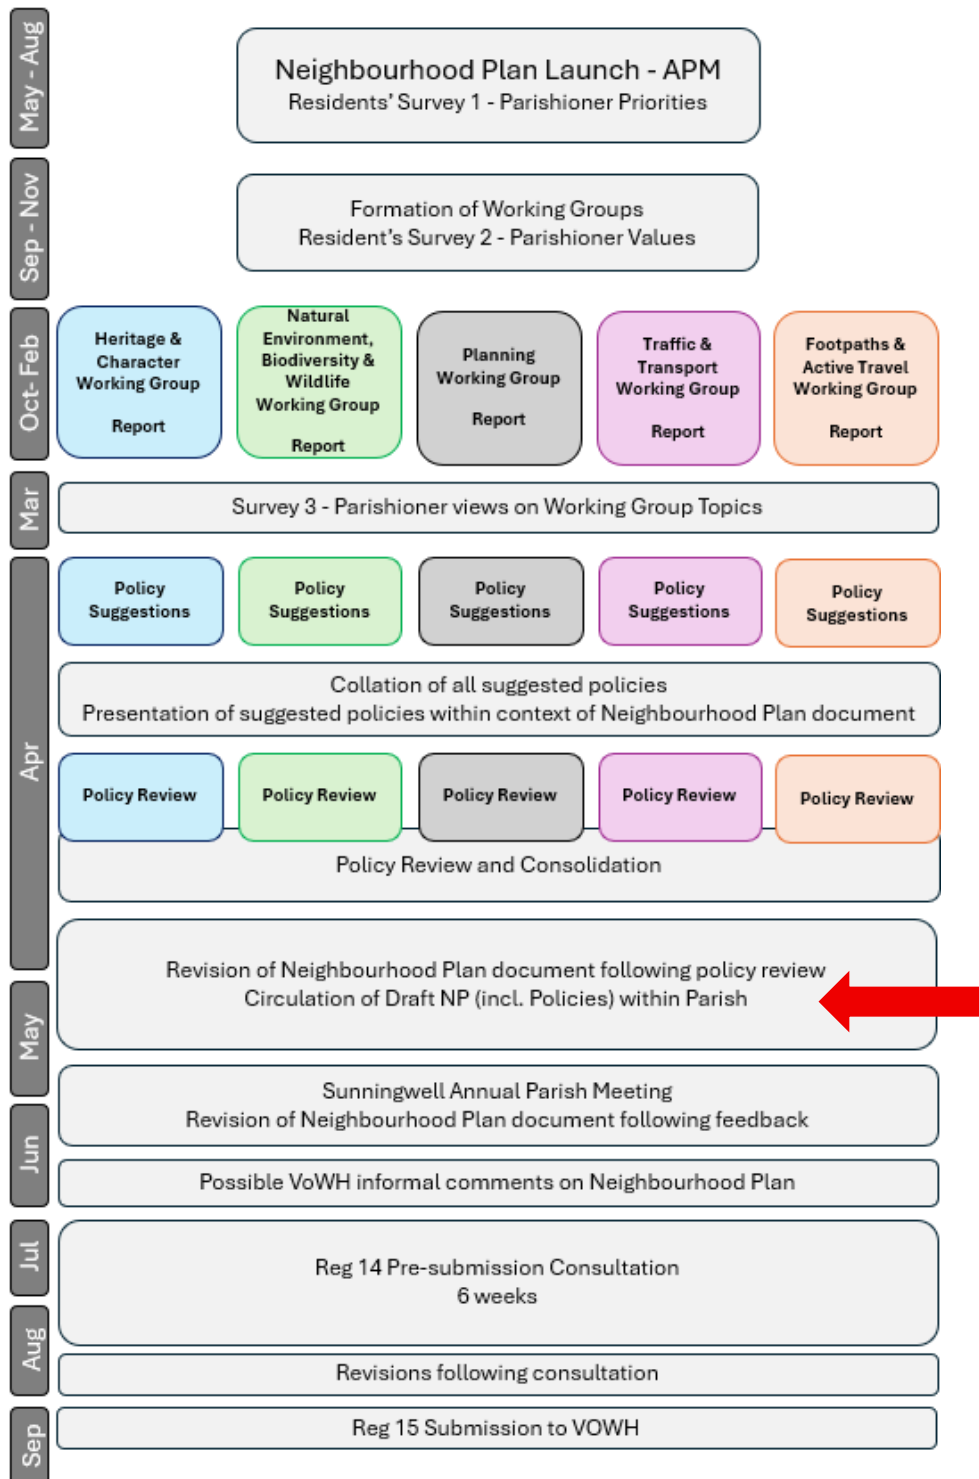 May - Aug
Neighbourhood Plan Launch - APM
Residents' Survey 1 - Parishioner Priorities
Sep - Nov
Formation of Working Groups
Resident's Survey 2 - Parishioner Values
Oct- Feb
Heritage &
Character
Working Group
Report
Natural
Environment,
Biodiversity &
Wildlife
Working Group
Report
Planning
Working Group
Report
Traffic &
Transport
Working Group
Report
Footpaths &
Active Travel
Working Group
Report
Mar
Survey 3 - Parishioner views on Working Group Topics
Apr
Policy
Suggestions
Policy
Suggestions
Policy
Suggestions
Policy
Suggestions
Policy
Suggestions
Collation of all suggested policies
Presentation of suggested policies within context of Neighbourhood Plan document
Policy Review
Policy Review
Policy Review
Policy Review
Policy Review
Policy Review and Consolidation
Revision of Neighbourhood Plan document following policy review
Circulation of Draft NP (incl. Policies) within Parish
May
Sunningwell Annual Parish Meeting
Revision of Neighbourhood Plan document following feedback
Jun
Possible VoWH informal comments on Neighbourhood Plan
Jul
Reg 14 Pre-submission Consultation
6 weeks
Aug
Revisions following consultation
Sep
Reg 15 Submission to VOWH